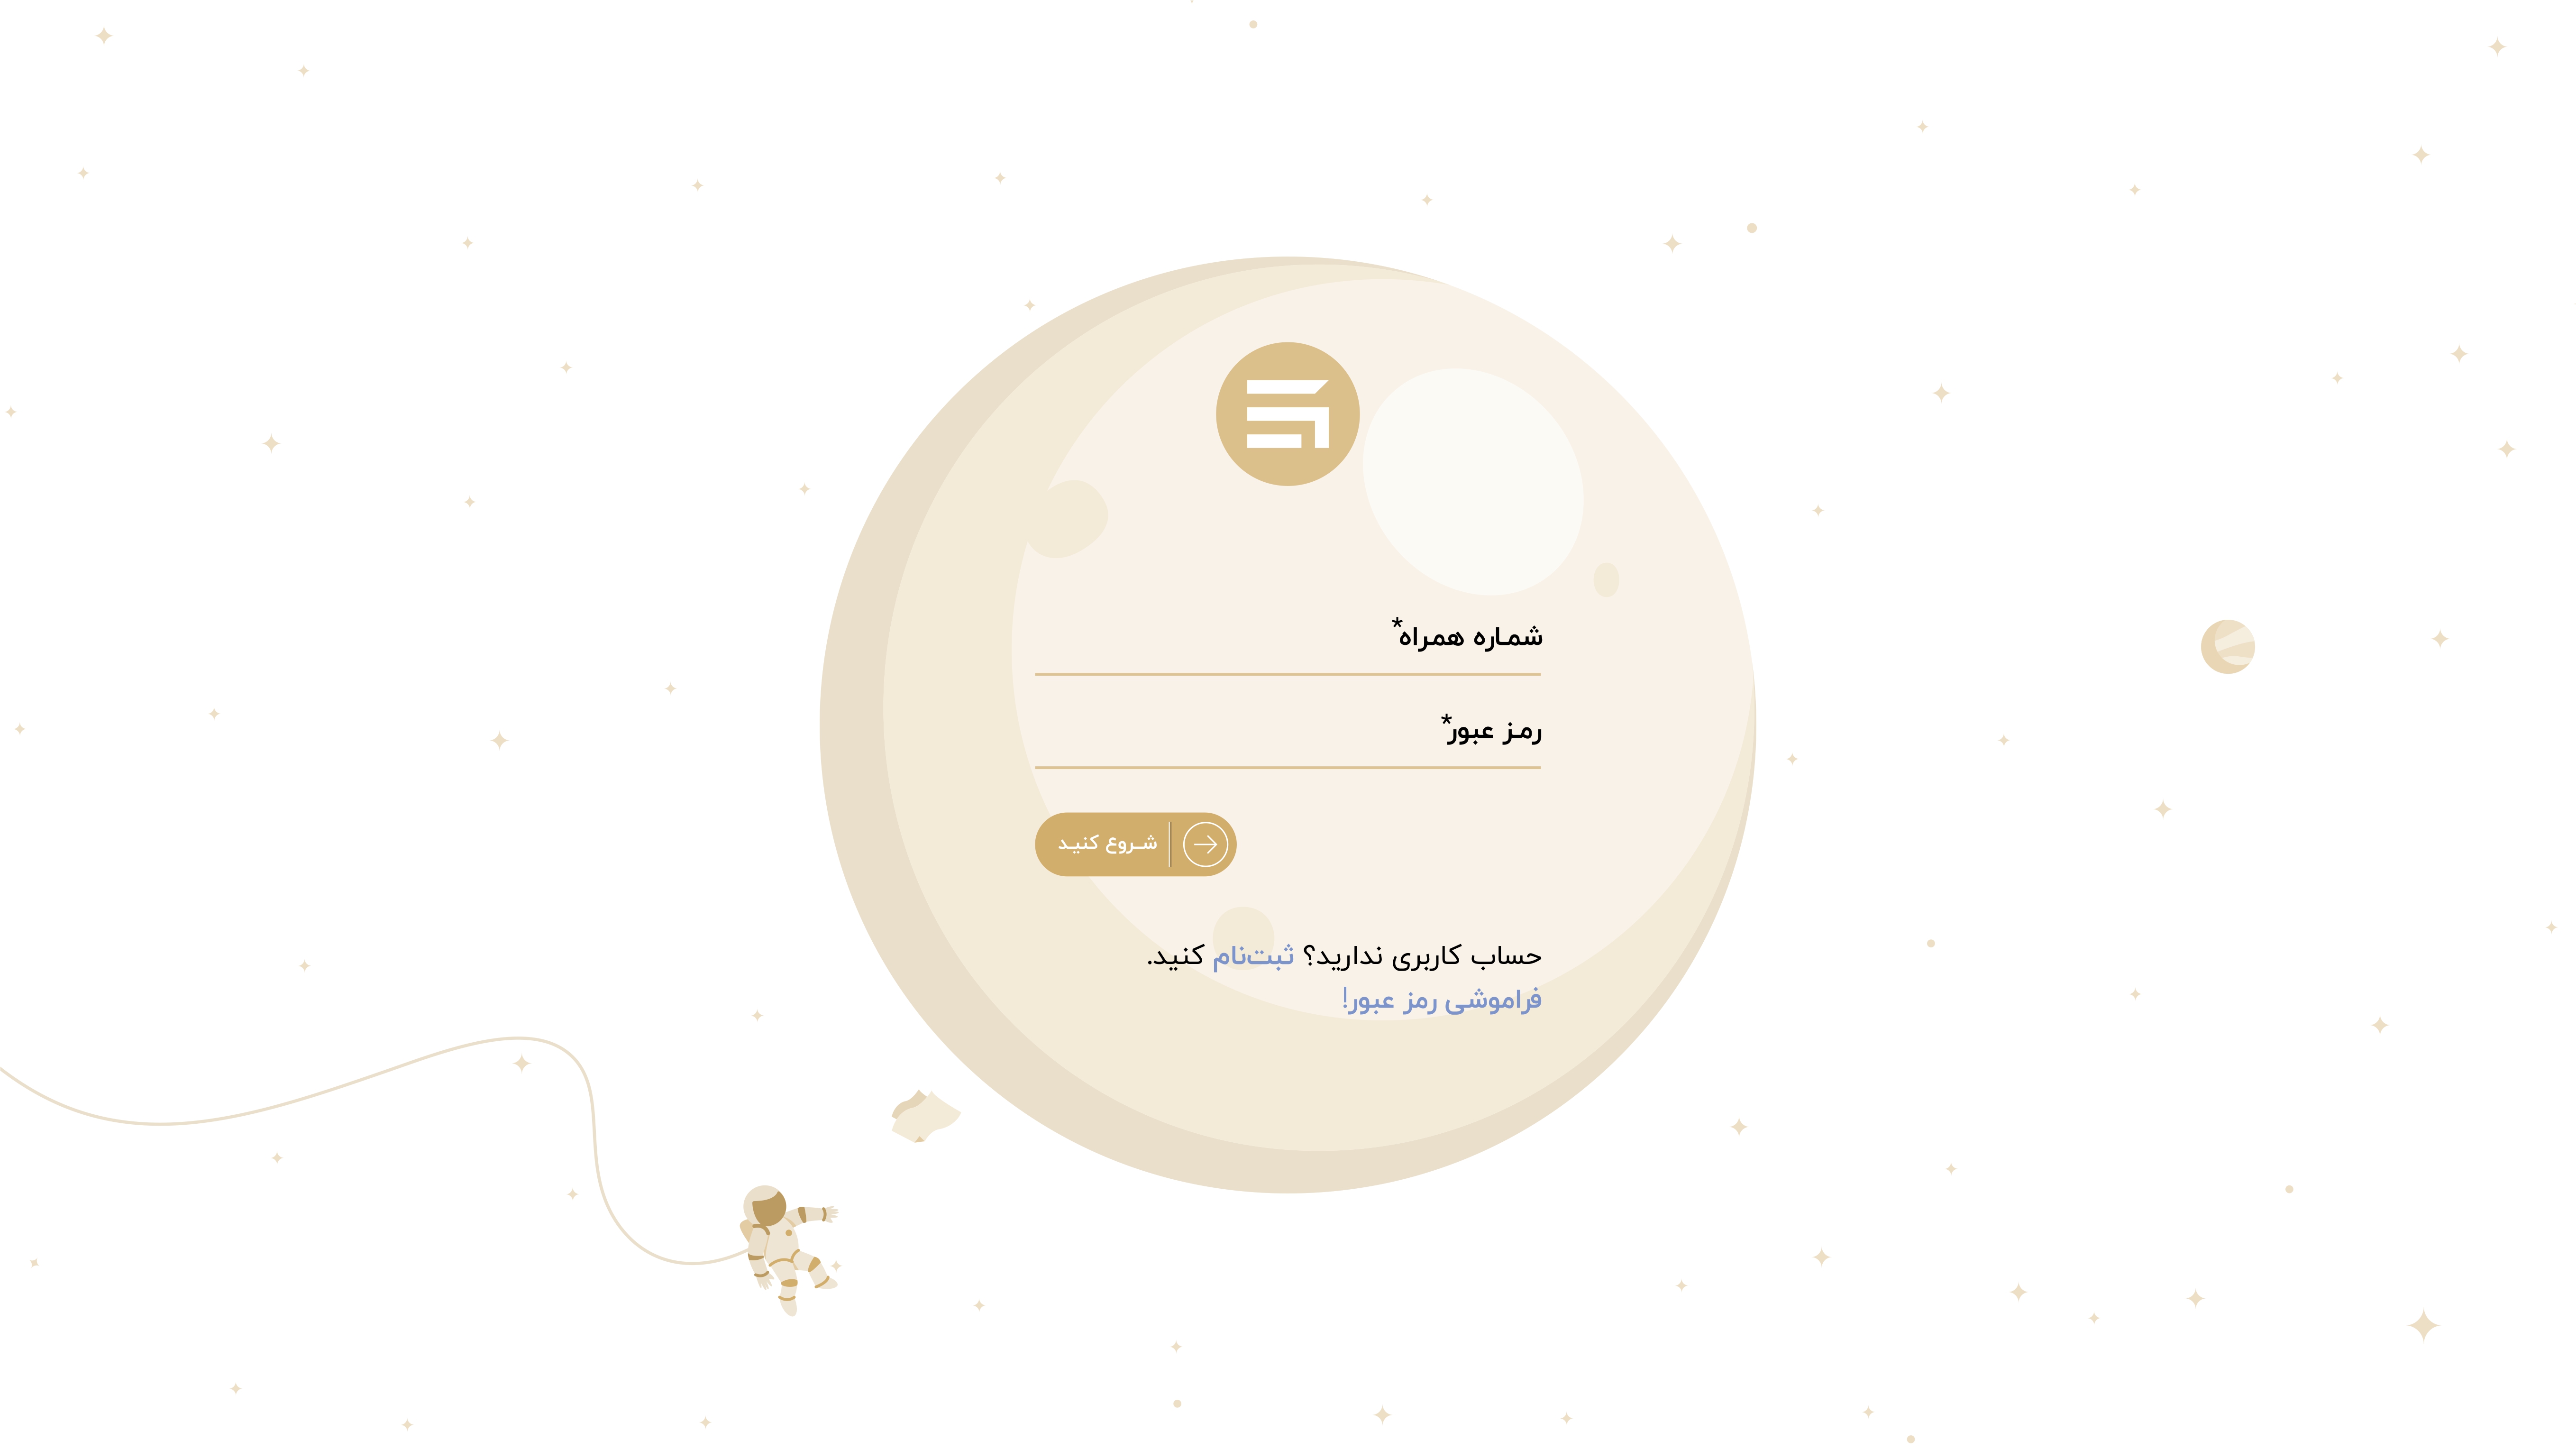 شماره همراه*
رمز عبور*
شروع کنید
حساب کاربری ندارید؟ ثبت‌نام کنید.
فراموشی رمز عبور!